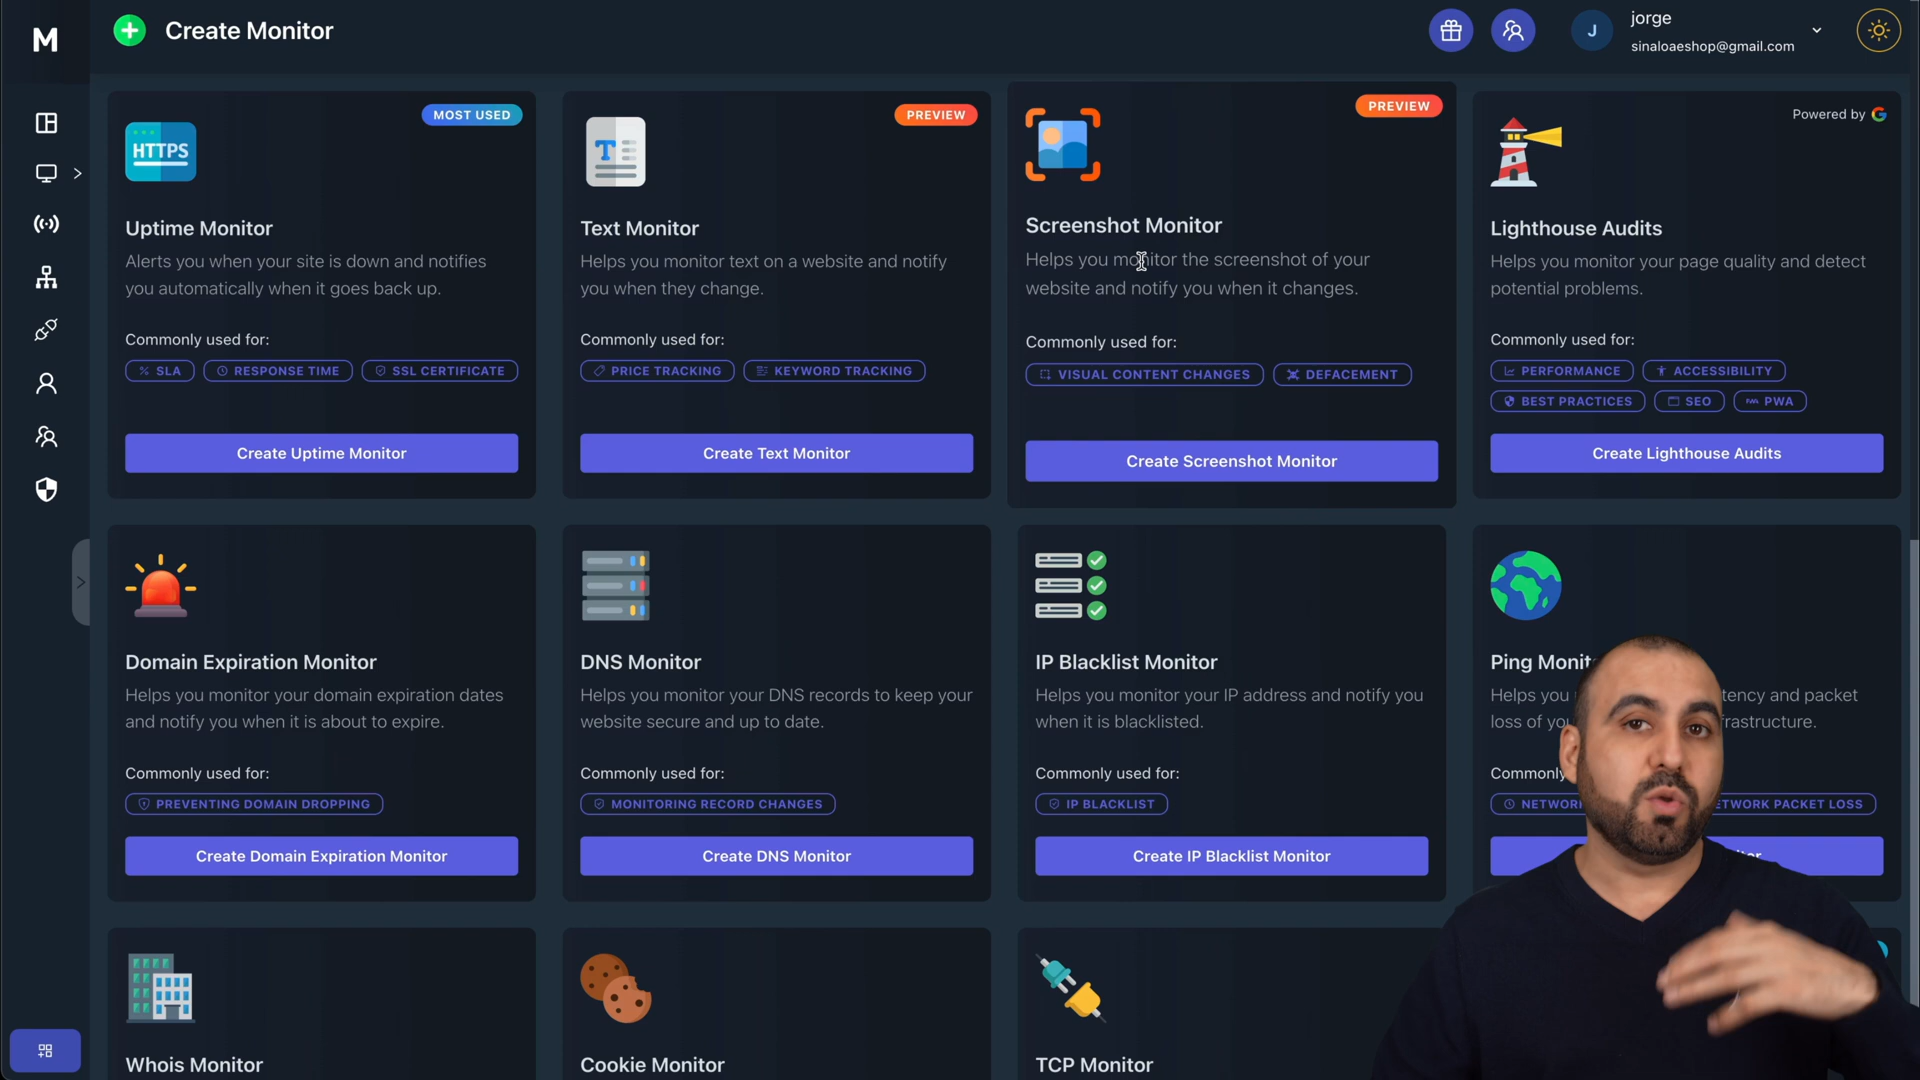 M
Create Monitor
J
jorge
sinaloaeshop@gmail.com
MOST USED
HTTPS
Uptime Monitor
Alerts you when your site is down and notifies
you automatically when it goes back up.
Commonly used for:
SLA
RESPONSE TIME
SSL CERTIFICATE
Create Uptime Monitor
PREVIEW
T
Text Monitor
Helps you monitor text on a website and notify
you when they change.
Commonly used for:
PRICE TRACKING
KEYWORD TRACKING
Create Text Monitor
PREVIEW
Screenshot Monitor
Helps you monitor the screenshot of your
website and notify you when it changes.
Commonly used for:
VISUAL CONTENT CHANGES
DEFACEMENT
Create Screenshot Monitor
Powered by G
Lighthouse Audits
Helps you monitor your page quality and detect
potential problems.
Commonly used for:
PERFORMANCE
ACCESSIBILITY
BEST PRACTICES
SEO
PWA
Create Lighthouse Audits
Domain Expiration Monitor
Helps you monitor your domain expiration dates
and notify you when it is about to expire.
Commonly used for:
PREVENTING DOMAIN DROPPING
Create Domain Expiration Monitor
DNS Monitor
Helps you monitor your DNS records to keep your
website secure and up to date.
Commonly used for:
MONITORING RECORD CHANGES
Create DNS Monitor
IP Blacklist Monitor
Helps you monitor your IP address and notify you
when it is blacklisted.
Commonly used for:
IP BLACKLIST
Create IP Blacklist Monitor
Ping
Helps you and packet
loss of
PACKET LOSS
Whois Monitor
Cookie Monitor
TCP Monitor